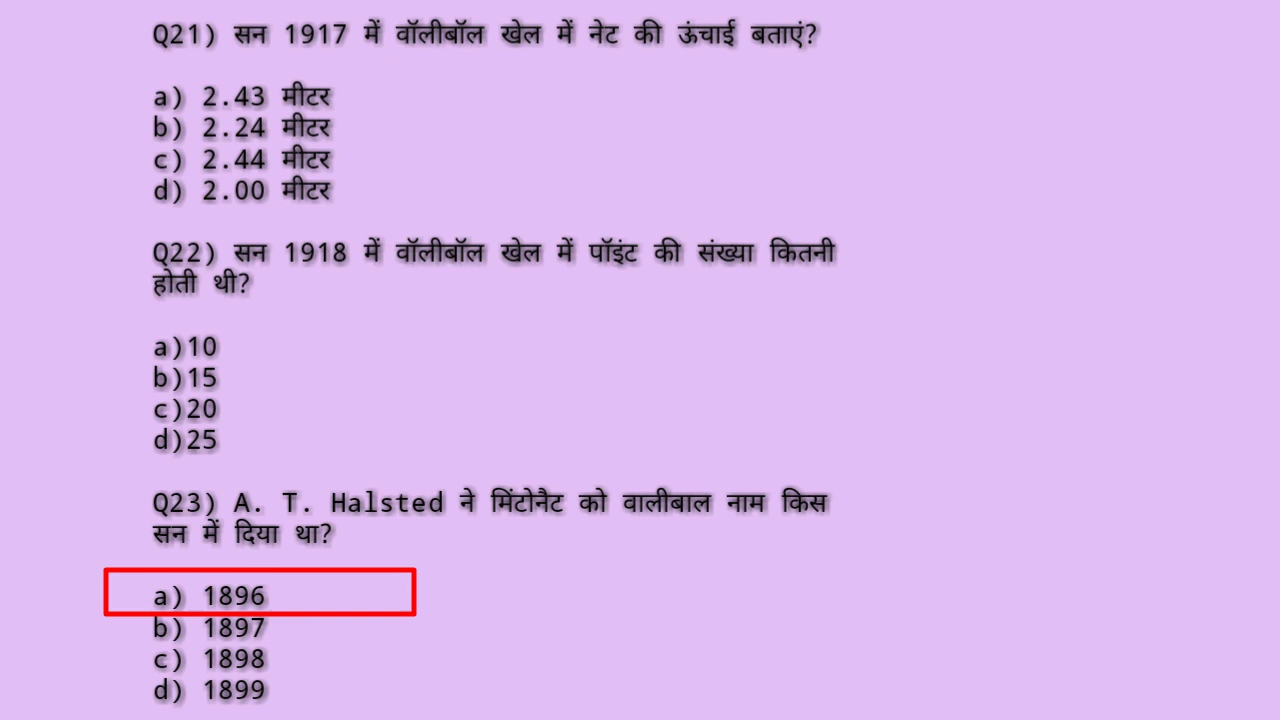 Q21) सन 1917 में वॉलीबॉल खेल में नेट की ऊंचाई बताएं?
a) 2.43 मीटर
b) 2.24 मीटर
c) 2.44 मीटर
d) 2.00 मीटर
Q22) सन 1918 में वॉलीबॉल खेल में पॉइंट की संख्या कितनी
होती थी?
a)10
b)15
c)20
d)25
Q23) A. T. Halsted ने मिंटोनैट को वालीबाल नाम किस
सन में दिया था?
a) 1896
b) 1897
c) 1898
d) 1899